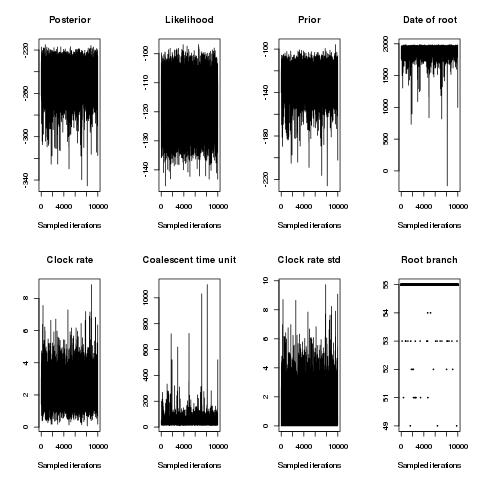 Posterior
Likelihood
Prior
Date of root
-340 -300 -260 -220
-140 -130 -120 -110 -100
-220 -180 -140 -100
0 500 1000 1500 2000
0 4000 10000
0 4000 10000
0 4000 10000
0 4000 10000
Sampled iterations
Sampled iterations
Sampled iterations
Sampled iterations
Clock rate
Coalescent time unit
Clock rate std
Root branch
0 2 4 6 8
0 200 400 600 800 1000
0 2 4 6 8 10
49 51 52 53 54 55
0 4000 10000
0 4000 10000
0 4000 10000
0 4000 10000
Sampled iterations
Sampled iterations
Sampled iterations
Sampled iterations